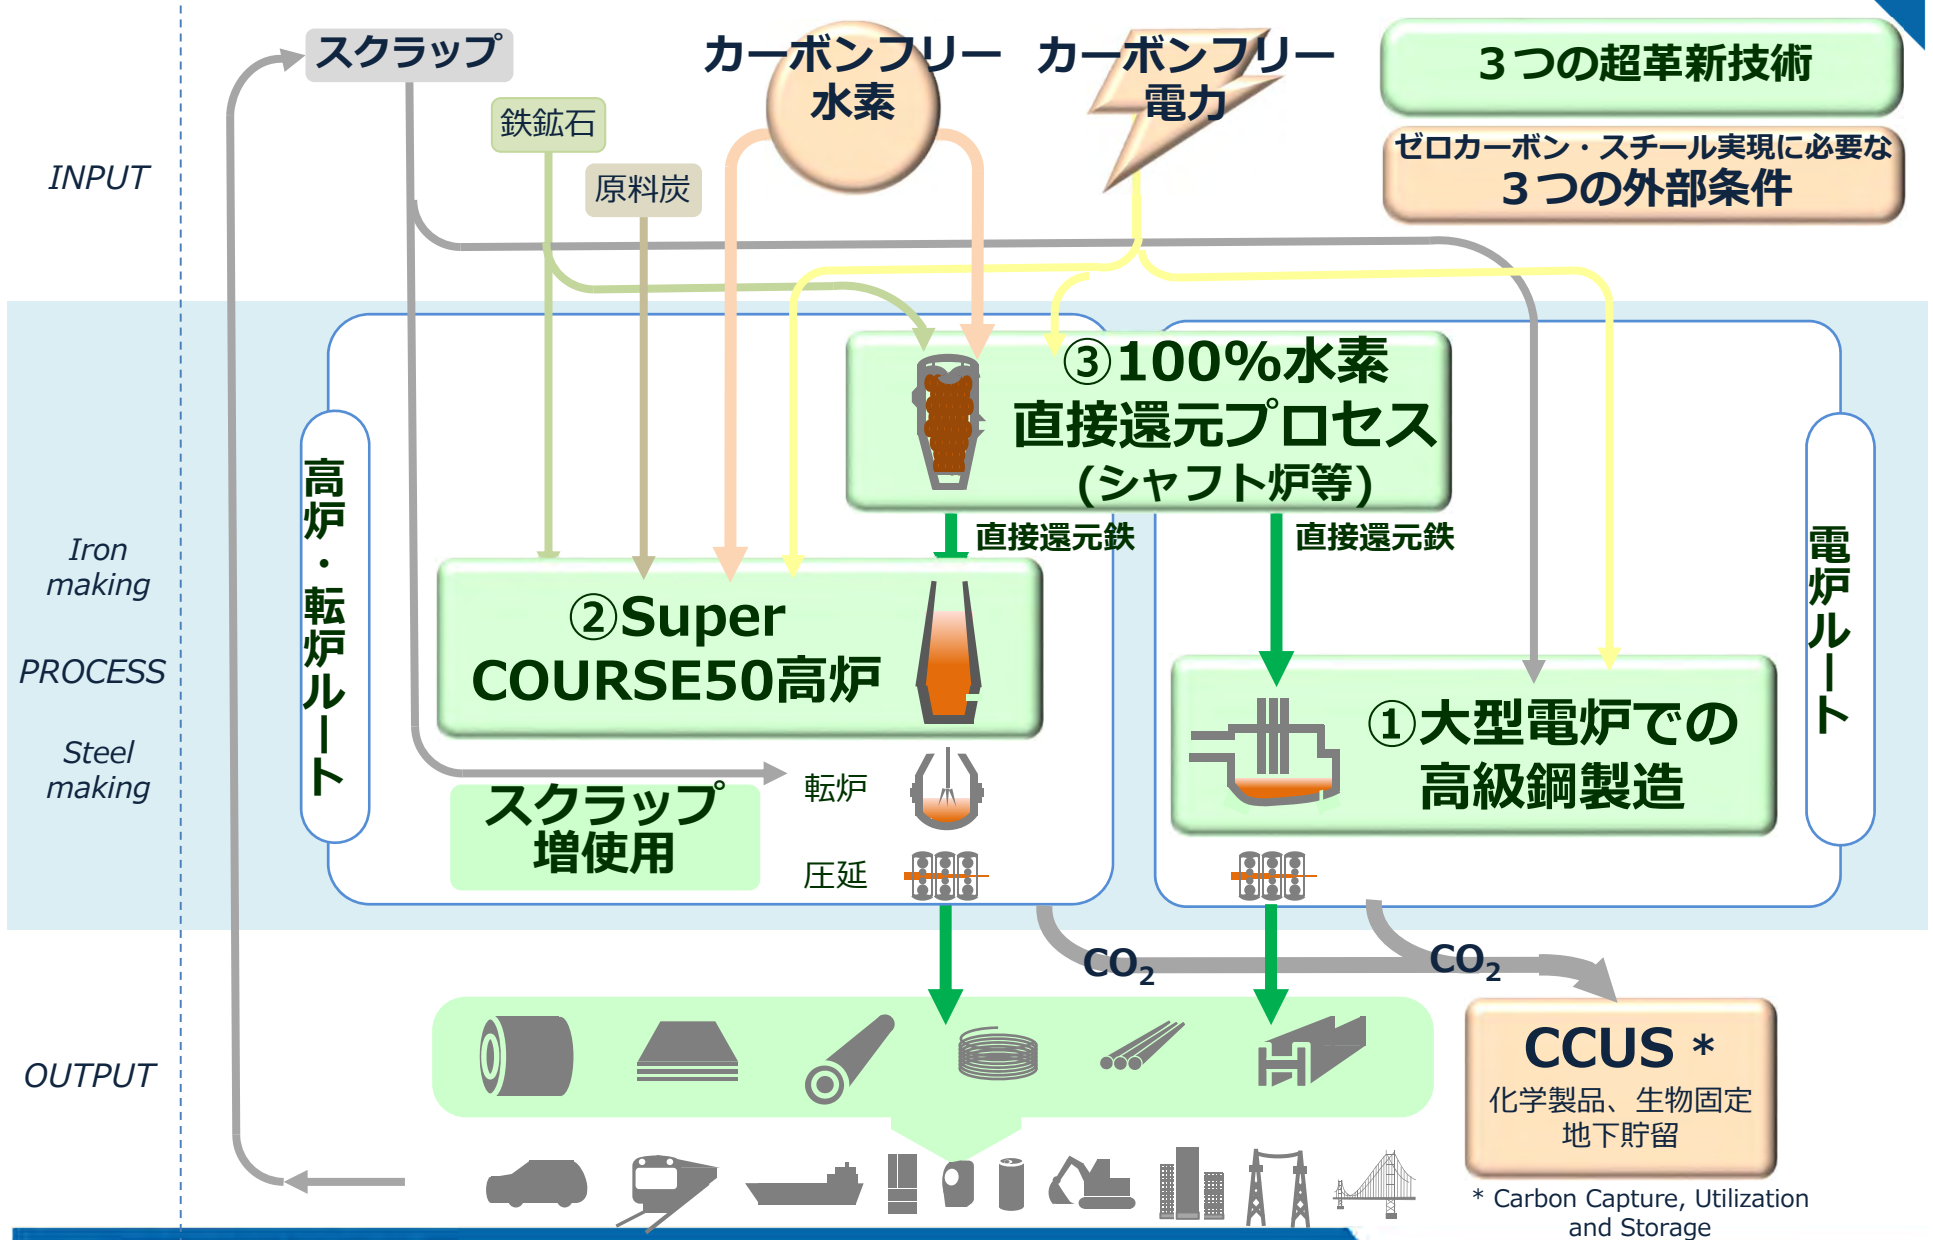 スクラップ
カーボンフリー
水素
カーボンフリー
電力
3つの超革新技術
ゼロカーボン・スチール実現に必要な
3つの外部条件
鉄鉱石
原料炭
INPUT
③100%水素
直接還元プロセス
(シャフト炉等)
直接還元鉄
直接還元鉄
高炉・転炉ルート
電炉ルート
Iron
making
PROCESS
Steel
making
②Super
COURSE50高炉
①大型電炉での
高級鋼製造
スクラップ
増使用
転炉
圧延
CO₂
CO₂
OUTPUT
CCUS *
化学製品、生物固定
地下貯留
* Carbon Capture, Utilization
and Storage